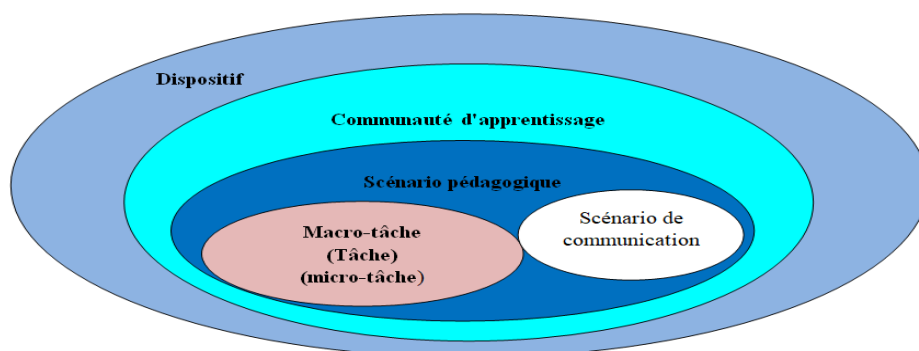 Dispositif
Communauté d'apprentissage
Scénario pédagogique
Macro-tâche
(Tâche)
(micro-tâche)
Scénario de
communication